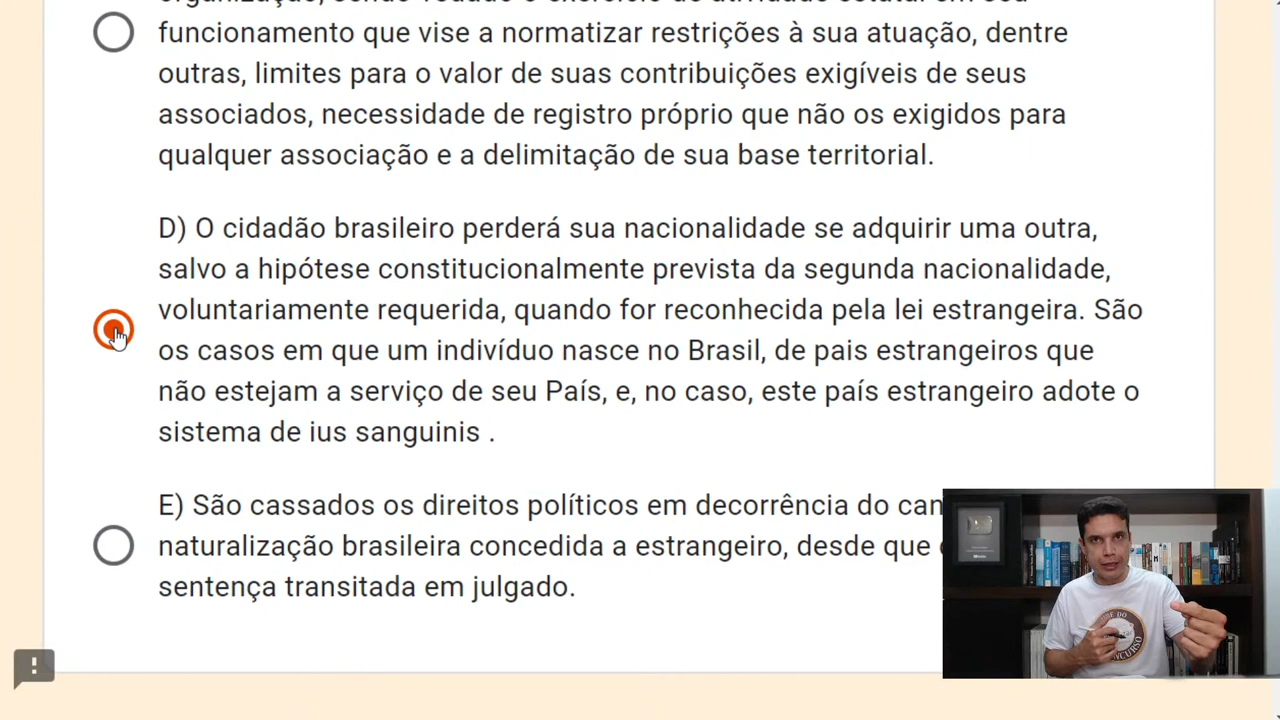 funcionamento que vise a normatizar restrições à sua atuação, dentre
outras, limites para o valor de suas contribuições exigíveis de seus
associados, necessidade de registro próprio que não os exigidos para
qualquer associação e a delimitação de sua base territorial.
D) O cidadão brasileiro perderá sua nacionalidade se adquirir uma outra,
salvo a hipótese constitucionalmente prevista da segunda nacionalidade,
voluntariamente requerida, quando for reconhecida pela lei estrangeira. São
os casos em que um indivíduo nasce no Brasil, de pais estrangeiros que
não estejam a serviço de seu País, e, no caso, este país estrangeiro adote o
sistema de ius sanguinis .
E) São cassados os direitos políticos em decorrência do
naturalização brasileira concedida a estrangeiro, desde que
sentença transitada em julgado.